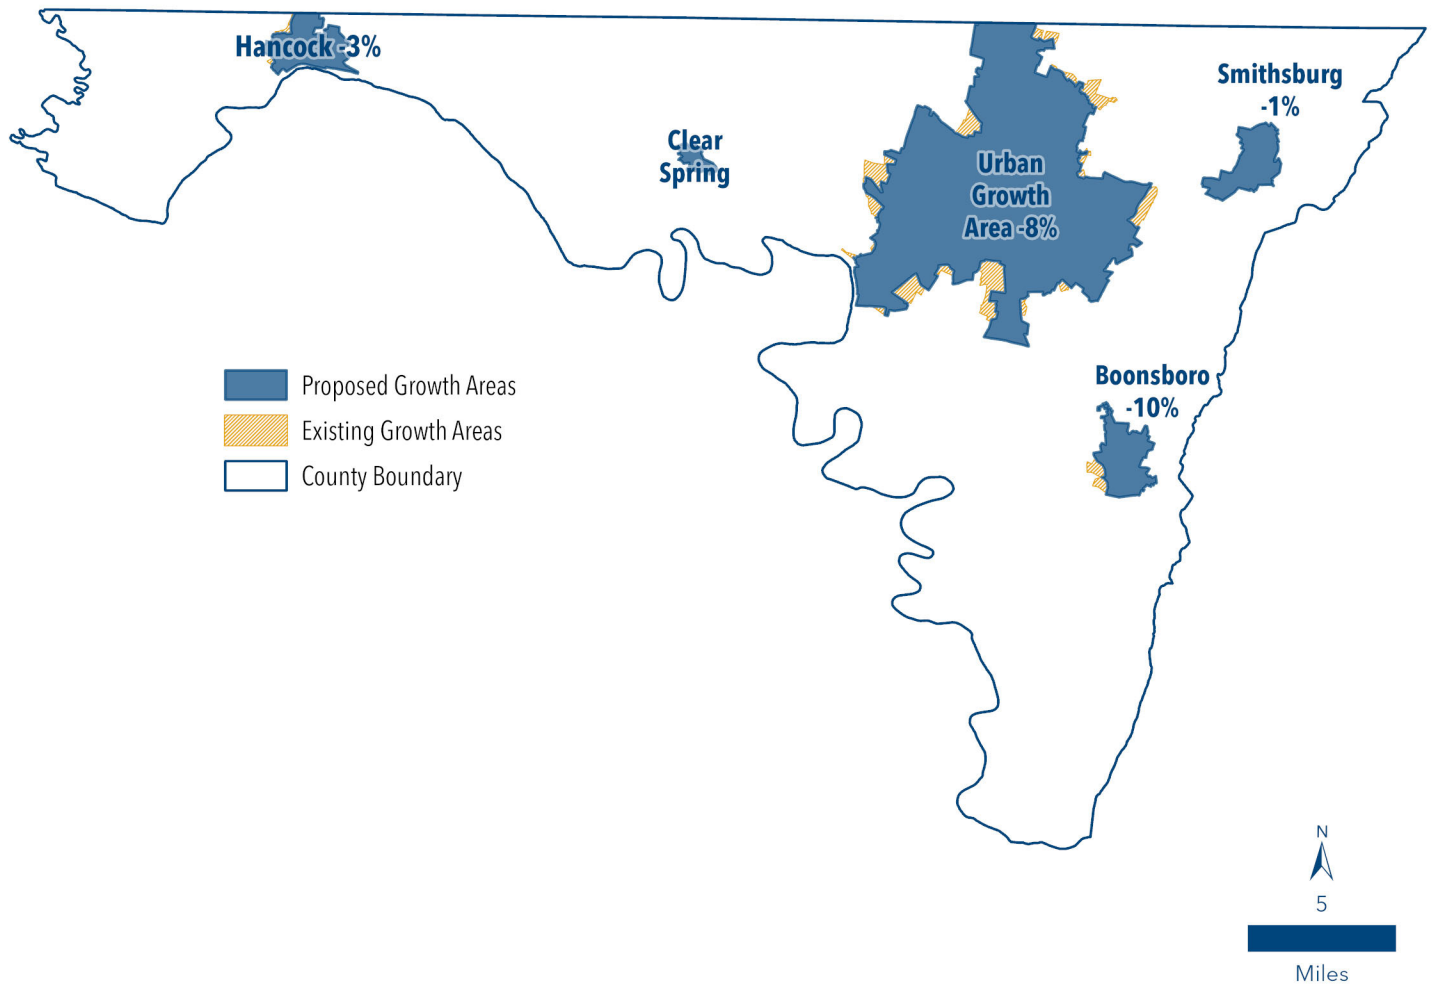 Hancock -3%
Smithsburg
-1%
Clear
Spring
Urban
Growth
Area -8%
Boonsboro
-10%
Proposed Growth Areas
Existing Growth Areas
County Boundary
N
5
Miles